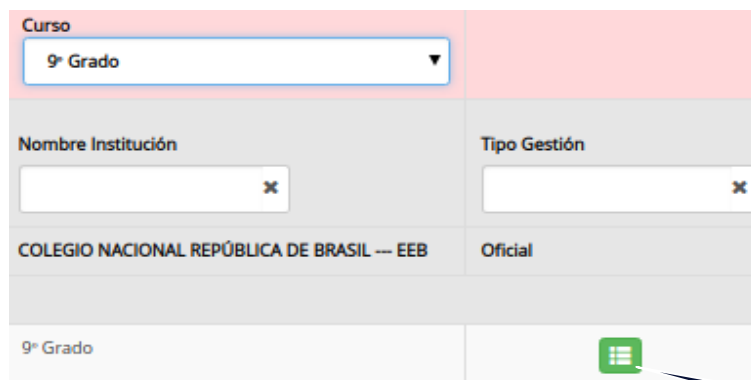 Curso
9º Grado
Nombre Institución
Tipo Gestión
COLEGIO NACIONAL REPÚBLICA DE BRASIL --- EEB
Oficial
9º Grado